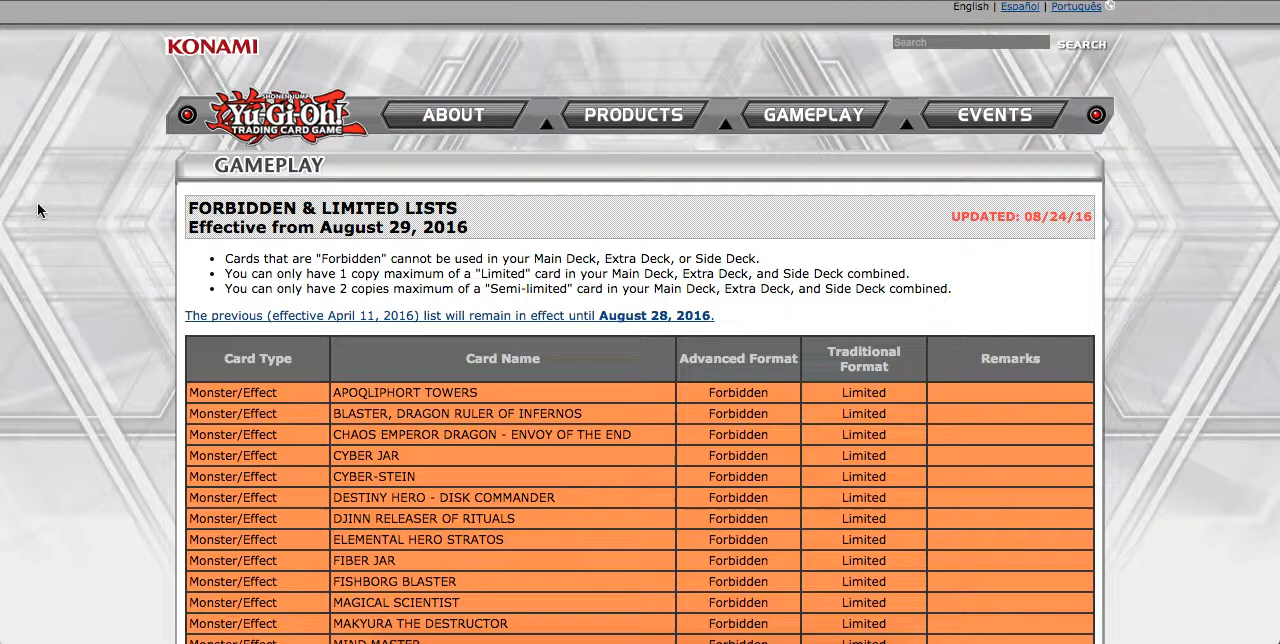 English | Español | Português
KONAMI
Search
SEARCH
SHONEN JUMP
Yu-Gi-Oh!
TRADING CARD GAME
ABOUT
PRODUCTS
GAMEPLAY
EVENTS
GAMEPLAY
FORBIDDEN & LIMITED LISTS
Effective from August 29, 2016
UPDATED: 08/24/16
• Cards that are "Forbidden" cannot be used in your Main Deck, Extra Deck, or Side Deck.
• You can only have 1 copy maximum of a "Limited" card in your Main Deck, Extra Deck, and Side Deck combined.
• You can only have 2 copies maximum of a "Semi-limited" card in your Main Deck, Extra Deck, and Side Deck combined.
The previous (effective April 11, 2016) list will remain in effect until August 28, 2016.
Card Type Card Name Advanced Format Traditional Format Remarks
Monster/Effect APOQLIPHORT TOWERS Forbidden Limited
Monster/Effect BLASTER, DRAGON RULER OF INFERNOS Forbidden Limited
Monster/Effect CHAOS EMPEROR DRAGON - ENVOY OF THE END Forbidden Limited
Monster/Effect CYBER JAR Forbidden Limited
Monster/Effect CYBER-STEIN Forbidden Limited
Monster/Effect DESTINY HERO - DISK COMMANDER Forbidden Limited
Monster/Effect DJINN RELEASER OF RITUALS Forbidden Limited
Monster/Effect ELEMENTAL HERO STRATOS Forbidden Limited
Monster/Effect FIBER JAR Forbidden Limited
Monster/Effect FISHBORG BLASTER Forbidden Limited
Monster/Effect MAGICAL SCIENTIST Forbidden Limited
Monster/Effect MAKYURA THE DESTRUCTOR Forbidden Limited
Monster/Effect MIND MASTER Forbidden Limited